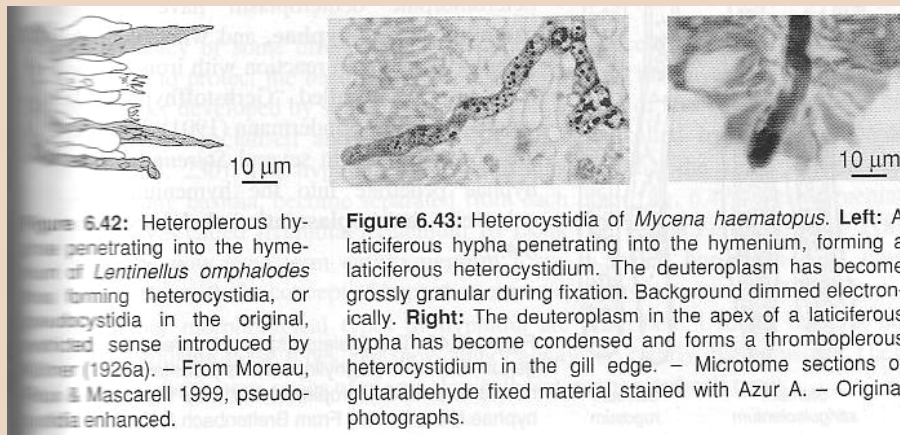 10 μm
10 μm
Figure 6.42: Heteroplerous hy-
penetrating into the hyme-
of Lentinellus omphalodes
forming heterocystidia, or
pseudocystidia in the original,
sense introduced by
(1926a). – From Moreau,
& Mascarell 1999, pseudo-
enhanced.
Figure 6.43: Heterocystidia of Mycena haematopus. Left: A
laticiferous hypha penetrating into the hymenium, forming a
laticiferous heterocystidium. The deuteroplasm has become
grossly granular during fixation. Background dimmed electron-
ically. Right: The deuteroplasm in the apex of a laticiferous
hypha has become condensed and forms a thromboplerous
heterocystidium in the gill edge. – Microtome sections of
glutaraldehyde fixed material stained with Azur A. – Original
photographs.